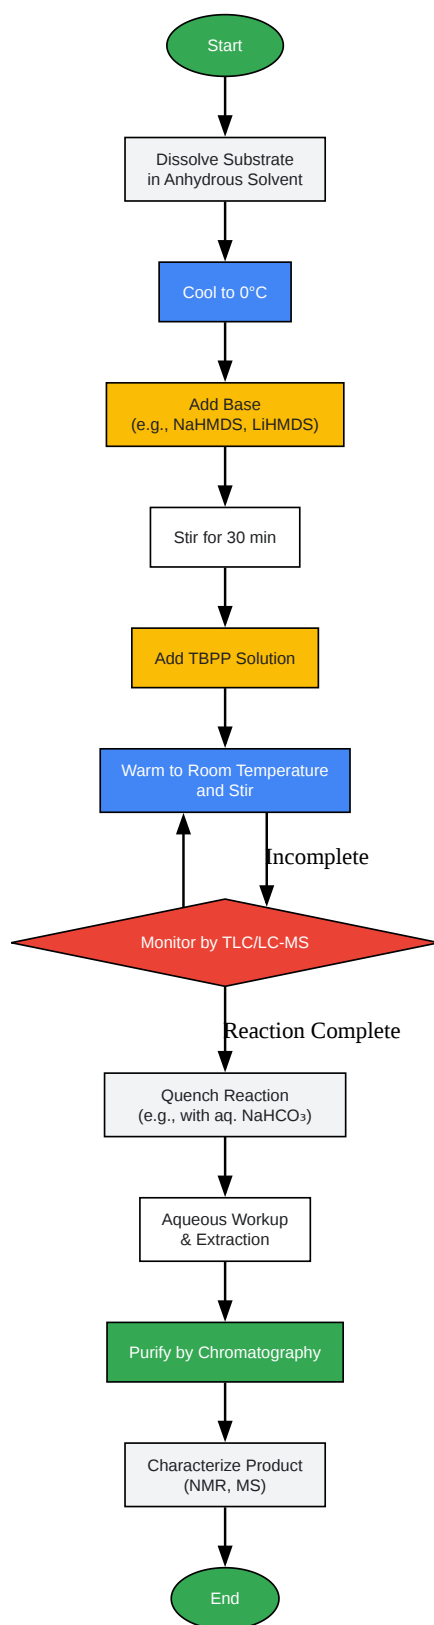 Start
Dissolve Substrate
in Anhydrous Solvent
Cool to 0°C
Add Base
(e.g., NaHMDS, LiHMDS)
Stir for 30 min
Add TBPP Solution
Warm to Room Temperature
and Stir
Incomplete
Monitor by TLC/LC-MS
Reaction Complete
Quench Reaction
(e.g., with aq. NaHCO₃)
Aqueous Workup
& Extraction
Purify by Chromatography
Characterize Product
(NMR, MS)
End